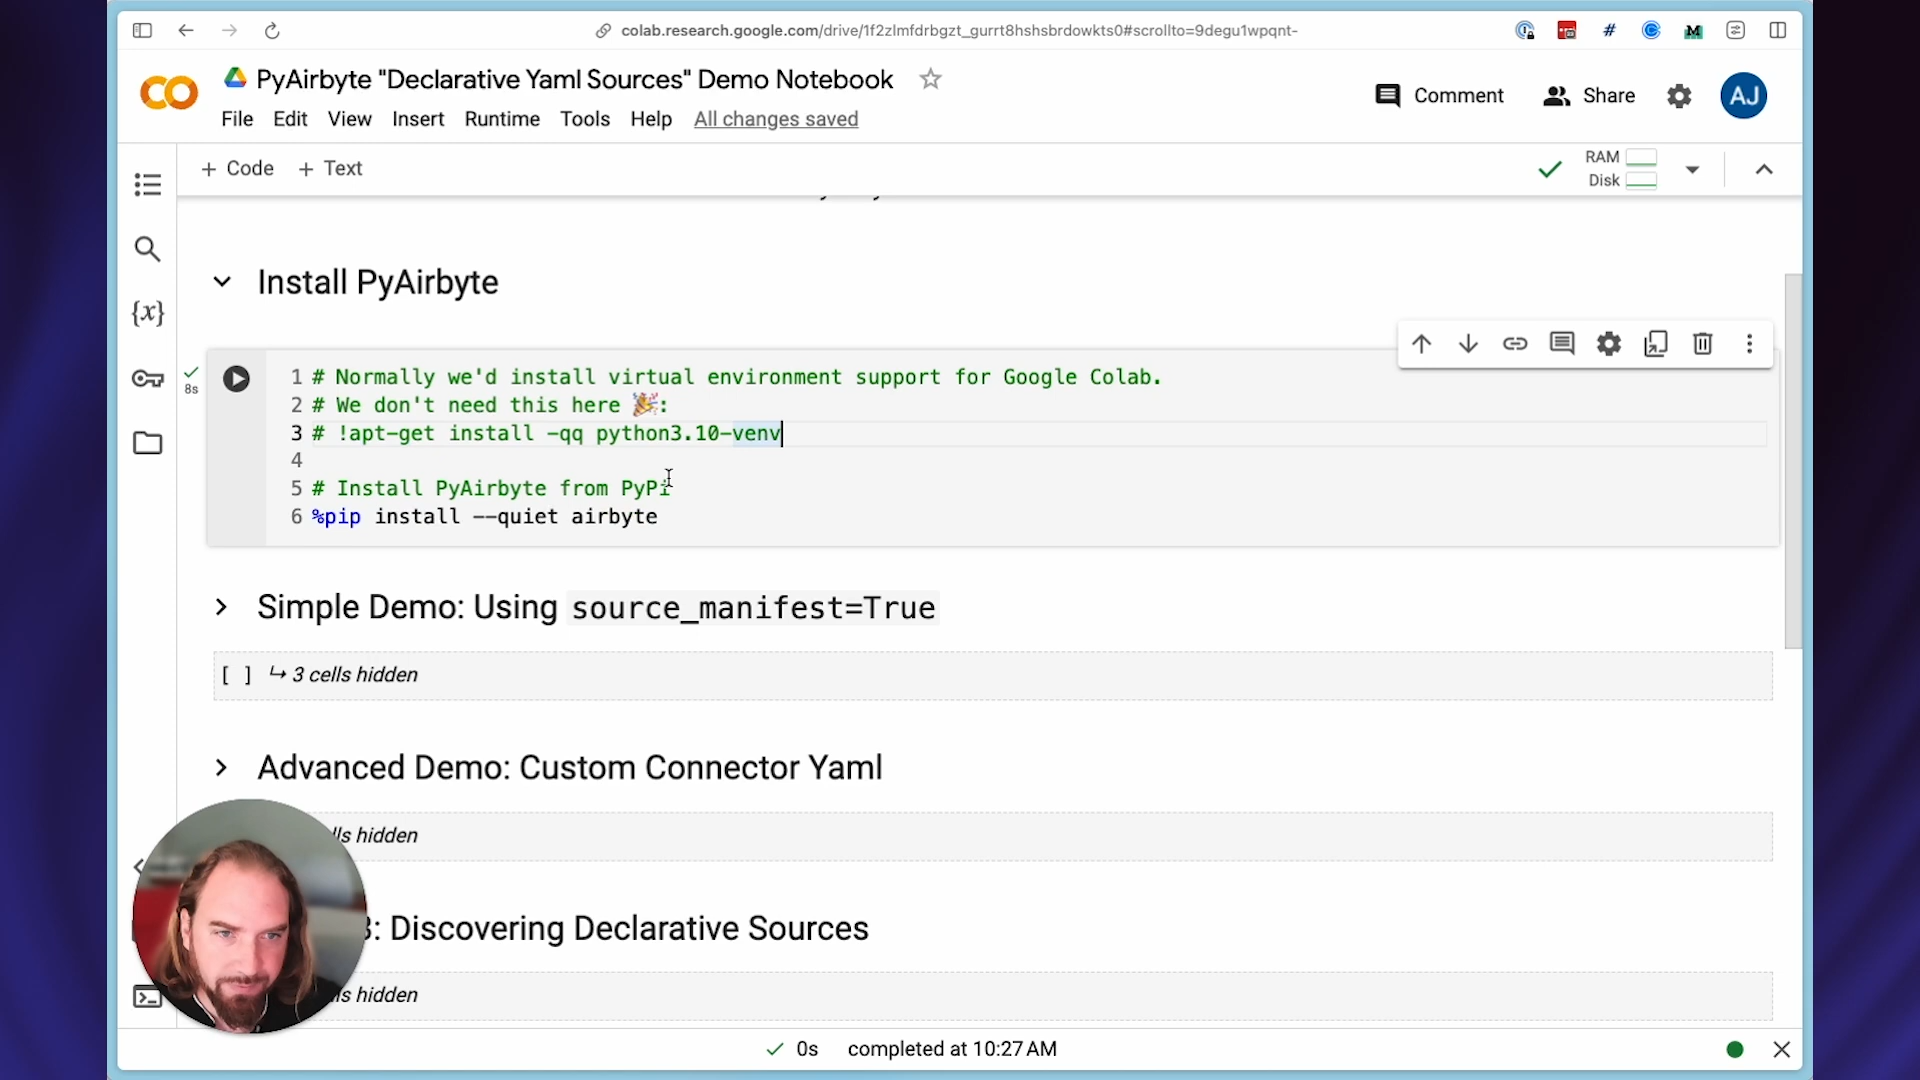 colab.research.google.com/drive/1f2zlmfdrbgzt_gurrt8hshsbrdowkts0#scrollto=9degu1wpqnt-
PyAirbyte "Declarative Yaml Sources" Demo Notebook
Comment
Share
AJ
File Edit View Insert Runtime Tools Help All changes saved
+ Code + Text
RAM
Disk
Install PyAirbyte
8s
1 # Normally we'd install virtual environment support for Google Colab.
2 # We don't need this here 🎉:
3 # !apt-get install -qq python3.10-venv
4
5 # Install PyAirbyte from PyPi
6 %pip install --quiet airbyte
Simple Demo: Using source_manifest=True
[ ] ↳ 3 cells hidden
Advanced Demo: Custom Connector Yaml
hidden
: Discovering Declarative Sources
hidden
0s completed at 10:27 AM